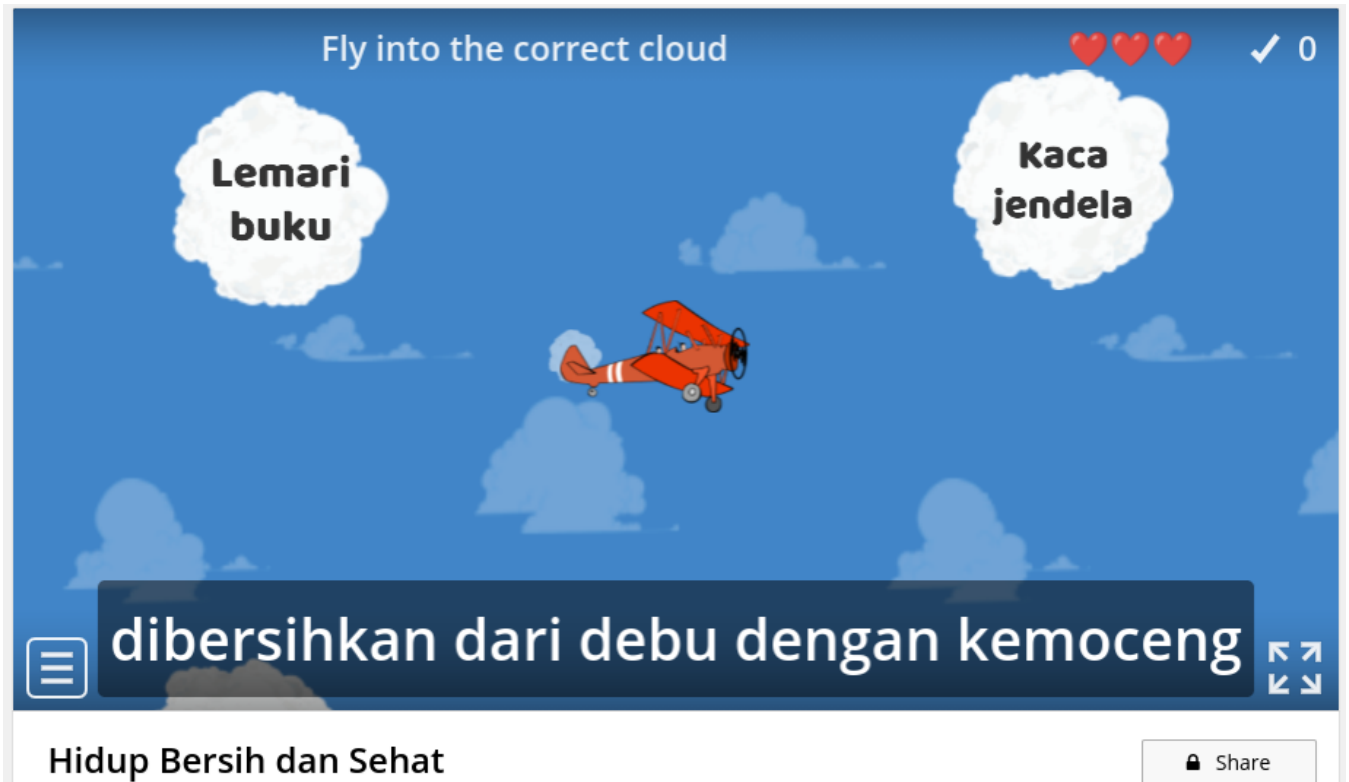 Fly into the correct cloud
❤️❤️❤️ ✓ 0
Lemari
buku
Kaca
jendela
dibersihkan dari debu dengan kemoceng
Hidup Bersih dan Sehat
Share